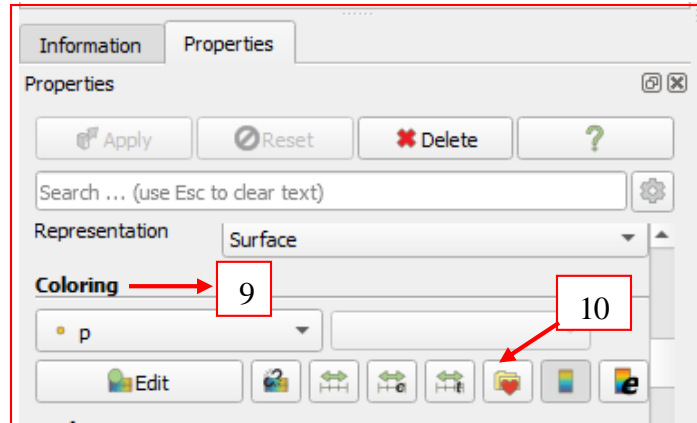 Information Properties
Properties
Apply Reset Delete ?
Search ... (use Esc to clear text)
Representation Surface
Coloring 9
10
p
Edit c t e